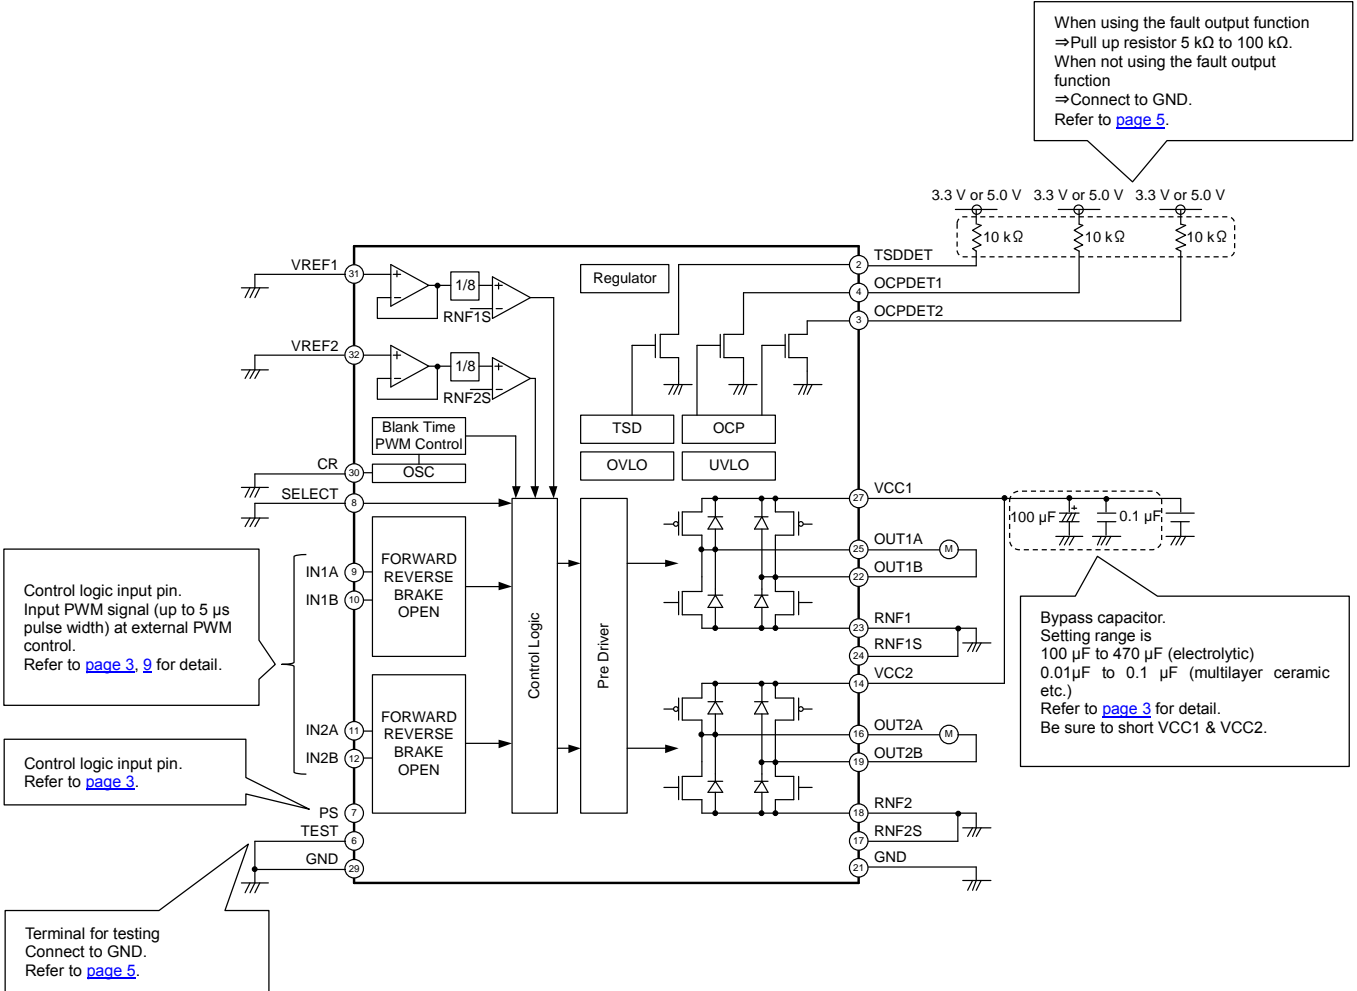 When using the fault output function
⇒Pull up resistor 5 kΩ to 100 kΩ.
When not using the fault output
function
⇒Connect to GND.
Refer to page 5.
3.3 V or 5.0 V 3.3 V or 5.0 V 3.3 V or 5.0 V
10 kΩ 10 kΩ 10 kΩ
VREF1
31
+
−
1/8
+
−
RNF1S
Regulator
2
TSDDET
4
OCPDET1
3
OCPDET2
VREF2
32
+
−
1/8
+
−
RNF2S
Blank Time
PWM Control
OSC
TSD
OCP
OVLO
UVLO
CR
30
SELECT
8
27
VCC1
100 µF
+
0.1 µF
IN1A
9
IN1B
10
FORWARD
REVERSE
BRAKE
OPEN
25
OUT1A
M
22
OUT1B
23
RNF1
24
RNF1S
Control Logic
Pre Driver
Control logic input pin.
Input PWM signal (up to 5 µs
pulse width) at external PWM
control.
Refer to page 3, 9 for detail.
Bypass capacitor.
Setting range is
100 µF to 470 µF (electrolytic)
0.01µF to 0.1 µF (multilayer ceramic
etc.)
Refer to page 3 for detail.
Be sure to short VCC1 & VCC2.
14
VCC2
IN2A
11
IN2B
12
FORWARD
REVERSE
BRAKE
OPEN
16
OUT2A
M
19
OUT2B
Control logic input pin.
Refer to page 3.
PS
7
TEST
6
GND
29
18
RNF2
17
RNF2S
21
GND
Terminal for testing
Connect to GND.
Refer to page 5.